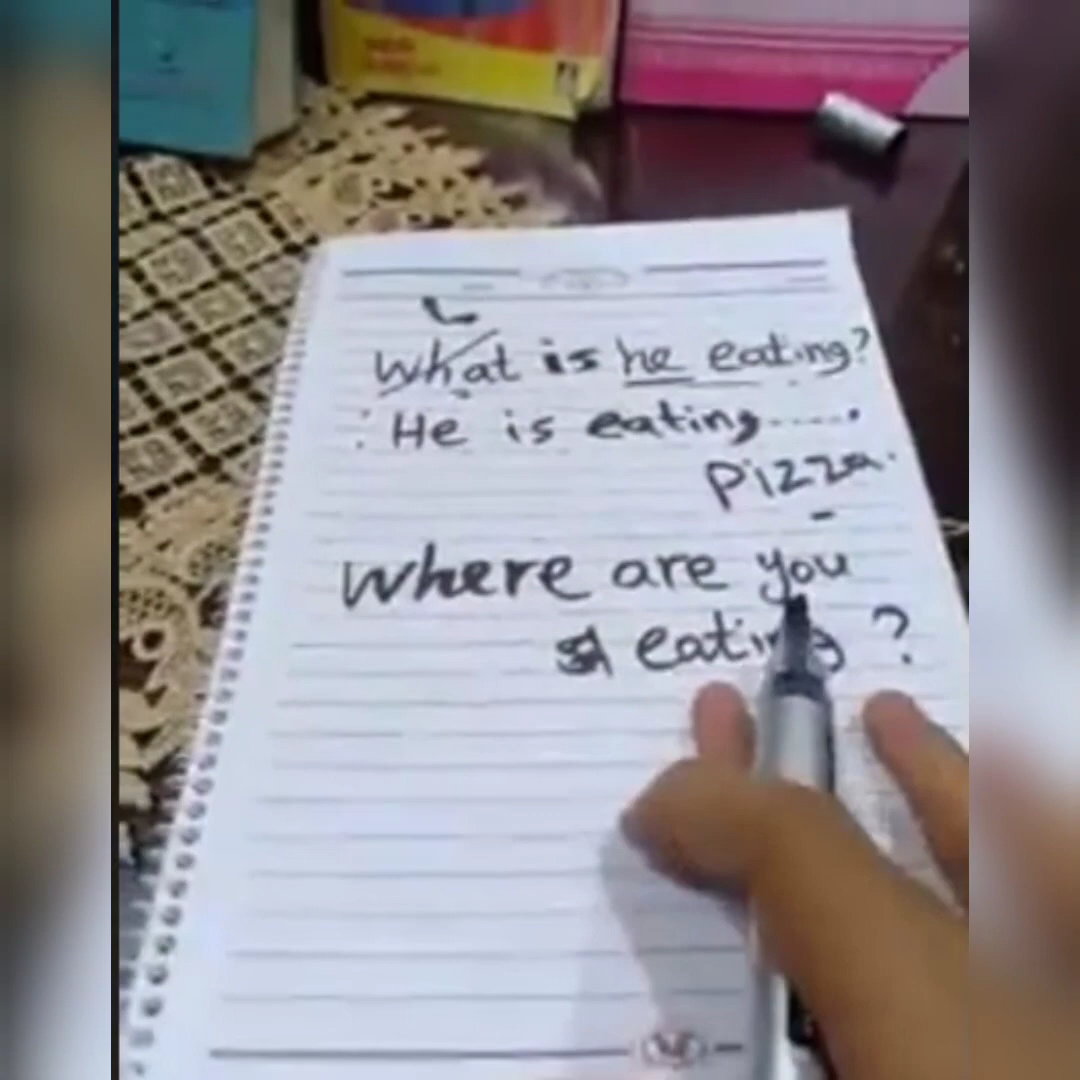 What is he eating?
: He is eating......
Pizza.
Where are you
eating ?